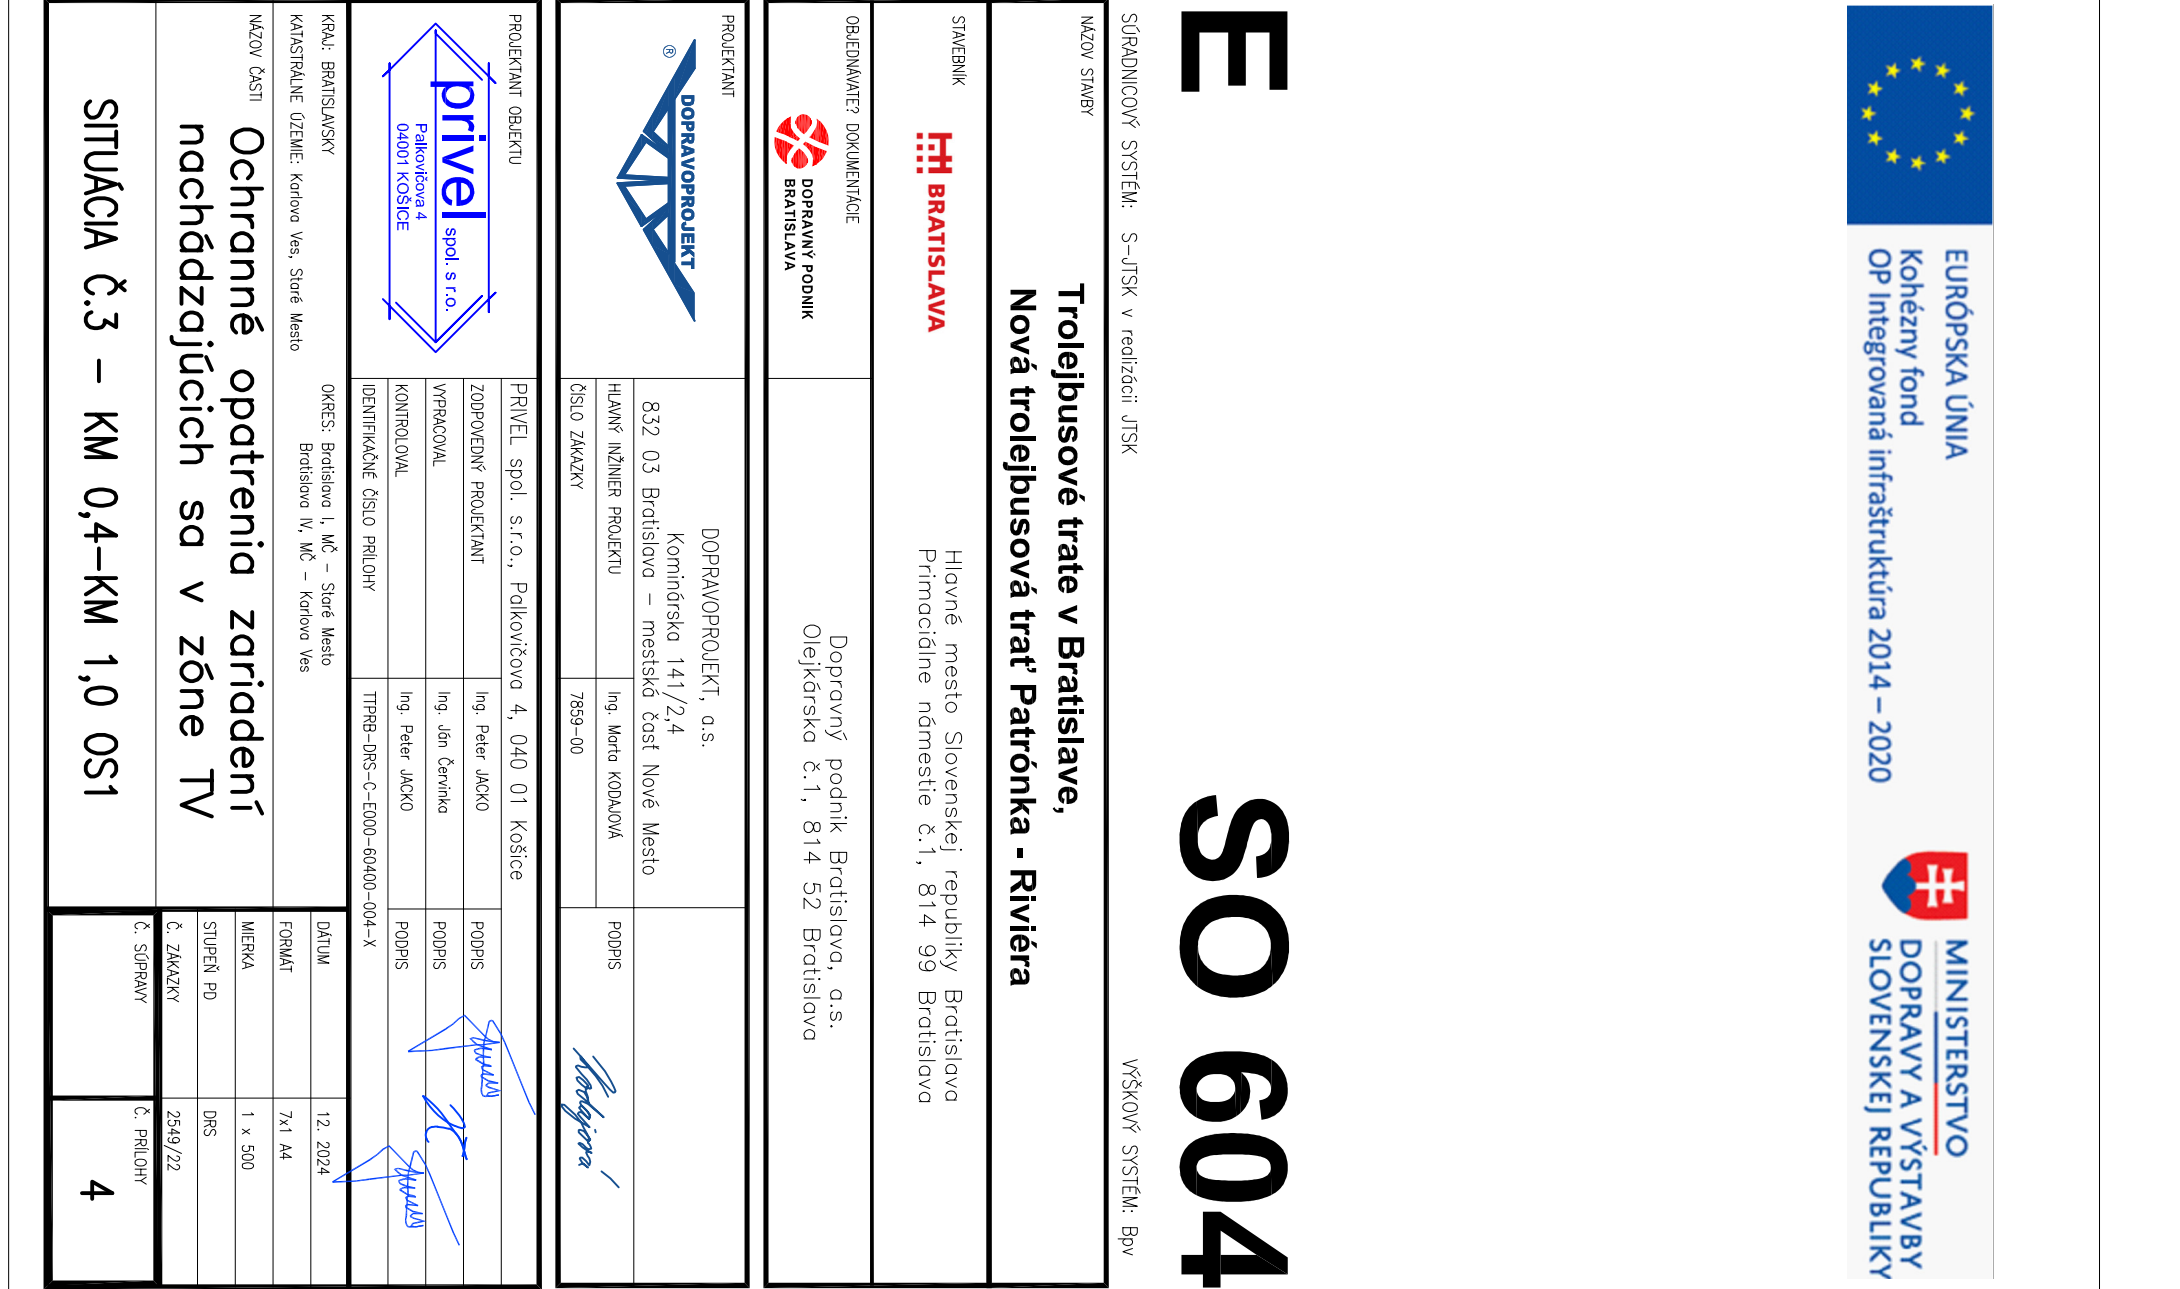 EURÓPSKA ÚNIA
Kohézny fond
OP Integrovaná infraštruktúra 2014 – 2020
MINISTERSTVO
DOPRAVY A VÝSTAVBY
SLOVENSKEJ REPUBLIKY
E
SO 604
SÚRADNICOVÝ SYSTÉM: S-JTSK v realizácii JTSK
VÝŠKOVÝ SYSTÉM: Bpv
NÁZOV STAVBY
Trolejbusové trate v Bratislave,
Nová trolejbusová trať Patrónka - Riviéra
STAVEBNÍK
BRATISLAVA
Hlavné mesto Slovenskej republiky Bratislava
Primaciálne námestie č.1, 814 99 Bratislava
OBJEDNÁVATE? DOKUMENTÁCIE
DOPRAVNÝ PODNIK
BRATISLAVA
Dopravný podnik Bratislava, a.s.
Olejkárska č.1, 814 52 Bratislava
PROJEKTANT
DOPRAVOPROJEKT
®
DOPRAVOPROJEKT, a.s.
Kominárska 141/2,4
832 03 Bratislava - mestská časť Nové Mesto
HLAVNÝ INŽINIER PROJEKTU
Ing. Marta KODAJOVÁ
PODPIS
Kodajová
ČÍSLO ZÁKAZKY
7859-00
PROJEKTANT OBJEKTU
privel spol. s r.o.
Palkovičova 4
04001 KOŠICE
PRIVEL spol. s.r.o., Palkovičova 4, 040 01 Košice
ZODPOVEDNÝ PROJEKTANT
Ing. Peter JACKO
PODPIS
VYPRACOVAL
Ing. Ján Červinka
PODPIS
KONTROLOVAL
Ing. Peter JACKO
PODPIS
IDENTIFIKAČNÉ ČÍSLO PRÍLOHY
TTPRB-DRS-C-E000-60400-004-X
KRAJ: BRATISLAVSKY
OKRES: Bratislava I, MČ - Staré Mesto
Bratislava IV, MČ - Karlova Ves
KATASTRÁLNE ÚZEMIE: Karlova Ves, Staré Mesto
NÁZOV ČASTI
Ochranné opatrenia zariadení
nachádzajúcich sa v zóne TV
SITUÁCIA Č.3 - KM 0,4-KM 1,0 OS1
DÁTUM
12. 2024
FORMÁT
7x1 A4
MIERKA
1 x 500
STUPEŇ PD
DRS
Č. ZÁKAZKY
2549/22
Č. SÚPRAVY
Č. PRÍLOHY
4